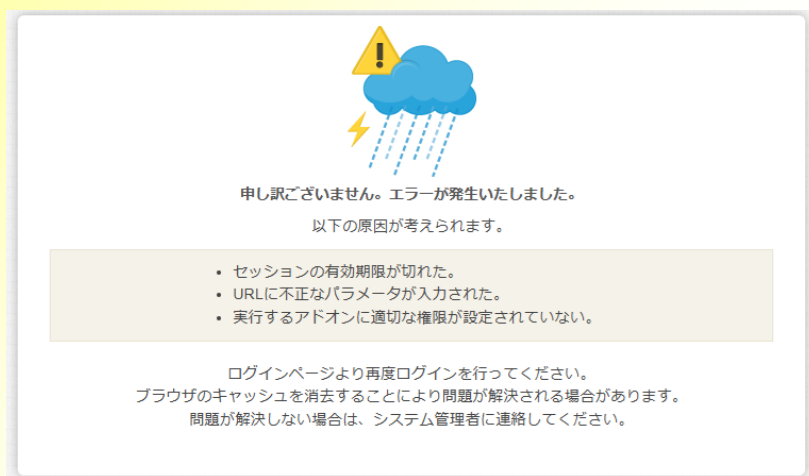 申し訳ございません。エラーが発生いたしました。
以下の原因が考えられます。
• セッションの有効期限が切れた。
• URLに不正なパラメータが入力された。
• 実行するアドオンに適切な権限が設定されていない。
ログインページより再度ログインを行ってください。
ブラウザのキャッシュを消去することにより問題が解決される場合があります。
問題が解決しない場合は、システム管理者に連絡してください。